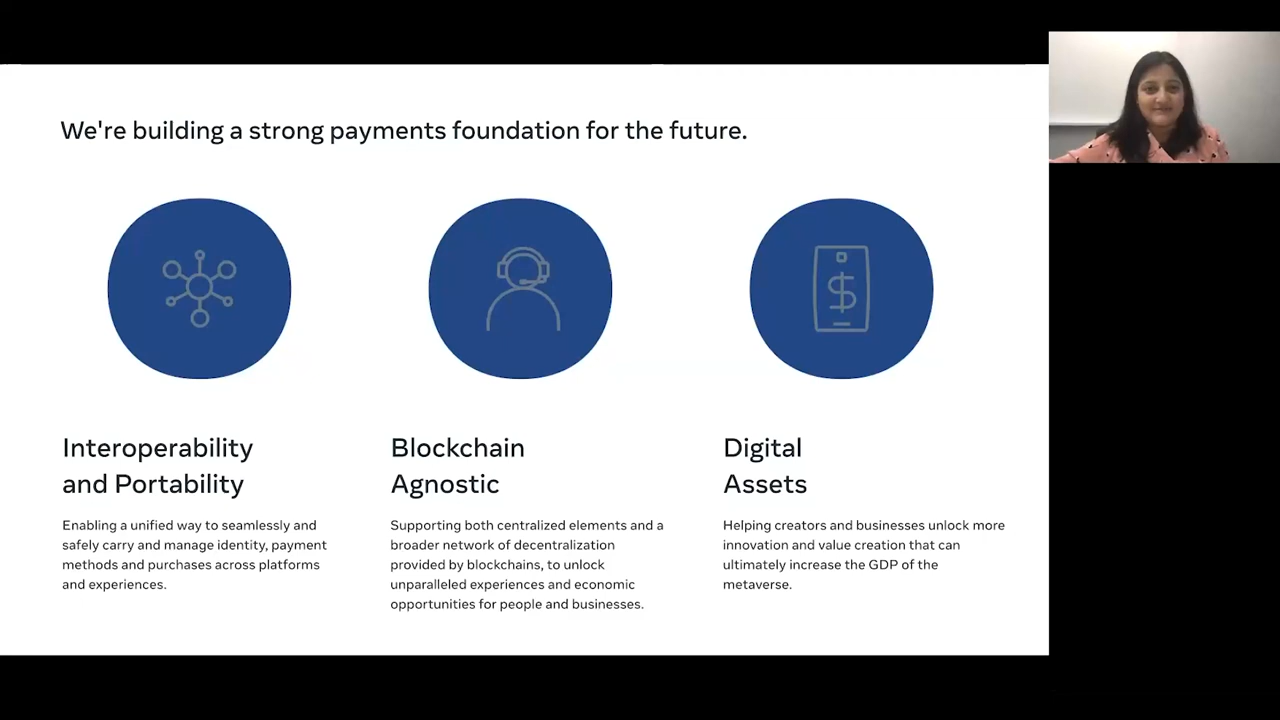 We're building a strong payments foundation for the future.
Interoperability
and Portability
Enabling a unified way to seamlessly and
safely carry and manage identity, payment
methods and purchases across platforms
and experiences.
Blockchain
Agnostic
Supporting both centralized elements and a
broader network of decentralization
provided by blockchains, to unlock
unparalleled experiences and economic
opportunities for people and businesses.
Digital
Assets
Helping creators and businesses unlock more
innovation and value creation that can
ultimately increase the GDP of the
metaverse.